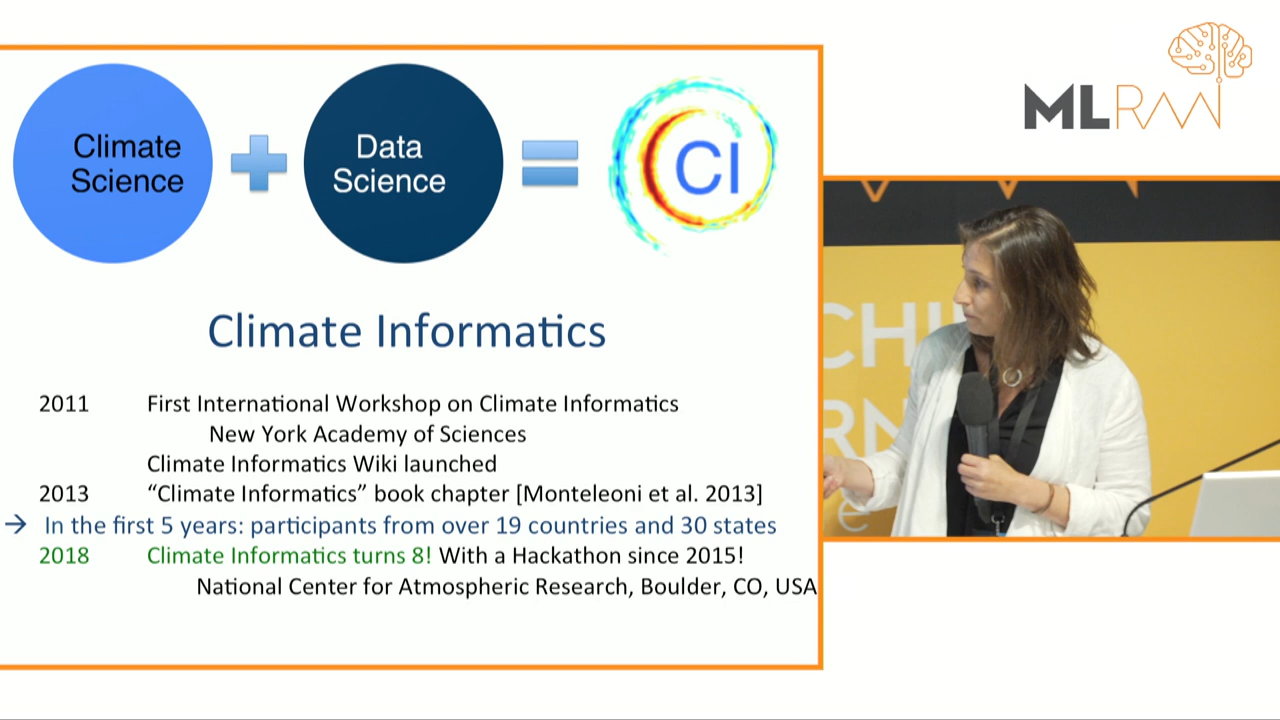 Climate
Science
Data
Science
CI
Climate Informatics
2011 First International Workshop on Climate Informatics
New York Academy of Sciences
Climate Informatics Wiki launched
2013 “Climate Informatics” book chapter [Monteleoni et al. 2013]
→ In the first 5 years: participants from over 19 countries and 30 states
2018 Climate Informatics turns 8! With a Hackathon since 2015!
National Center for Atmospheric Research, Boulder, CO, USA
ML